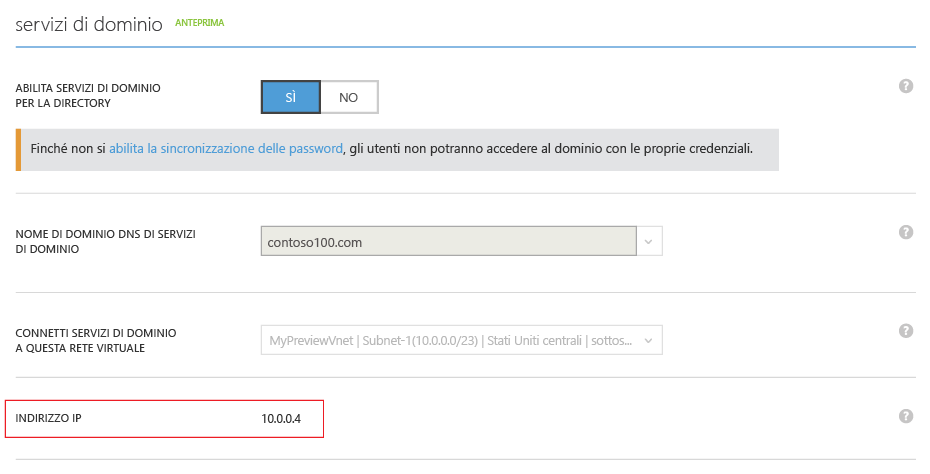 servizi di dominio ANTEPRIMA
ABILITA SERVIZI DI DOMINIO
PER LA DIRECTORY
SÌ NO
?
Finché non si abilita la sincronizzazione delle password, gli utenti non potranno accedere al dominio con le proprie credenziali.
NOME DI DOMINIO DNS DI SERVIZI
DI DOMINIO
contoso100.com
?
CONNETTI SERVIZI DI DOMINIO
A QUESTA RETE VIRTUALE
MyPreviewVnet | Subnet-1(10.0.0.0/23) | Stati Uniti centrali | sottos...
?
INDIRIZZO IP 10.0.0.4 ?